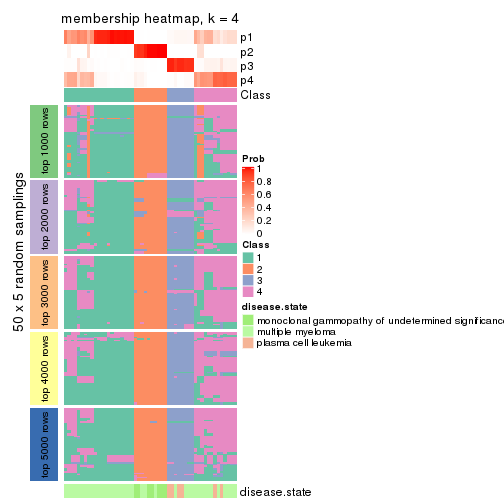 membership heatmap, k = 4
p1
p2
p3
p4
Class
50 x 5 random samplings
top 1000 rows
top 2000 rows
top 3000 rows
top 4000 rows
top 5000 rows
disease.state
Prob
1
0.8
0.6
0.4
0.2
0
Class
1
2
3
4
disease.state
monoclonal gammopathy of undetermined significance
multiple myeloma
plasma cell leukemia